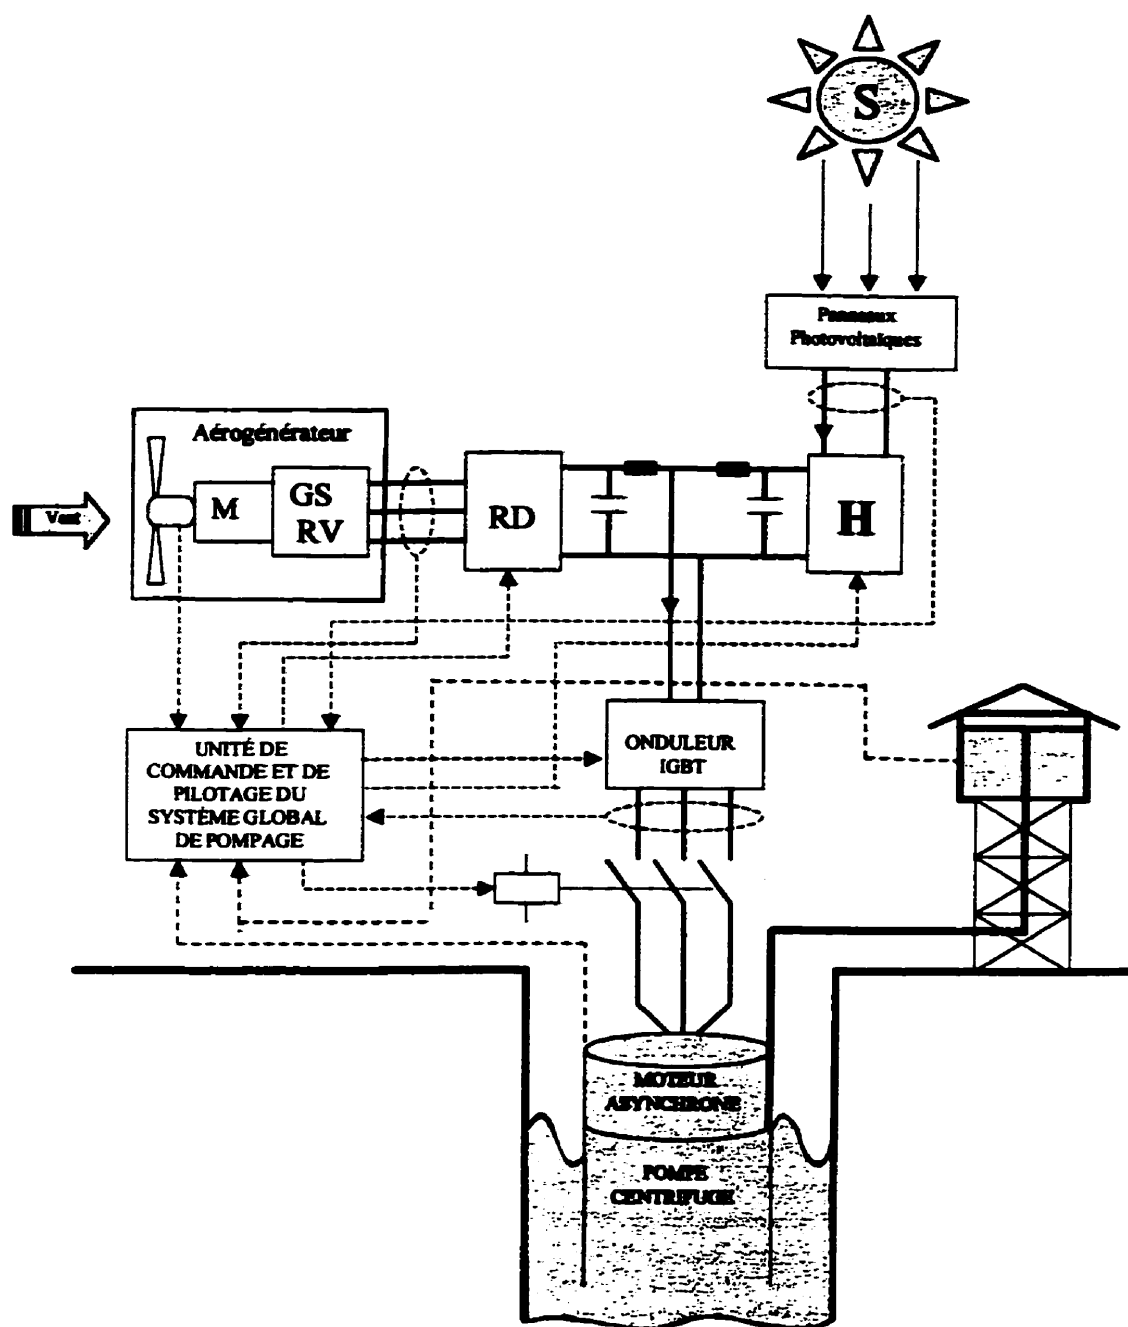 S
Panneaux
Photovoltaïques
Aérogénérateur
Vent
M
GS
RV
RD
H
UNITÉ DE
COMMANDE ET DE
PILOTAGE DU
SYSTÈME GLOBAL
DE POMPAGE
ONDULEUR
IGBT
MOTEUR
ASYNCHRONE
POMPE
CENTRIFUGE